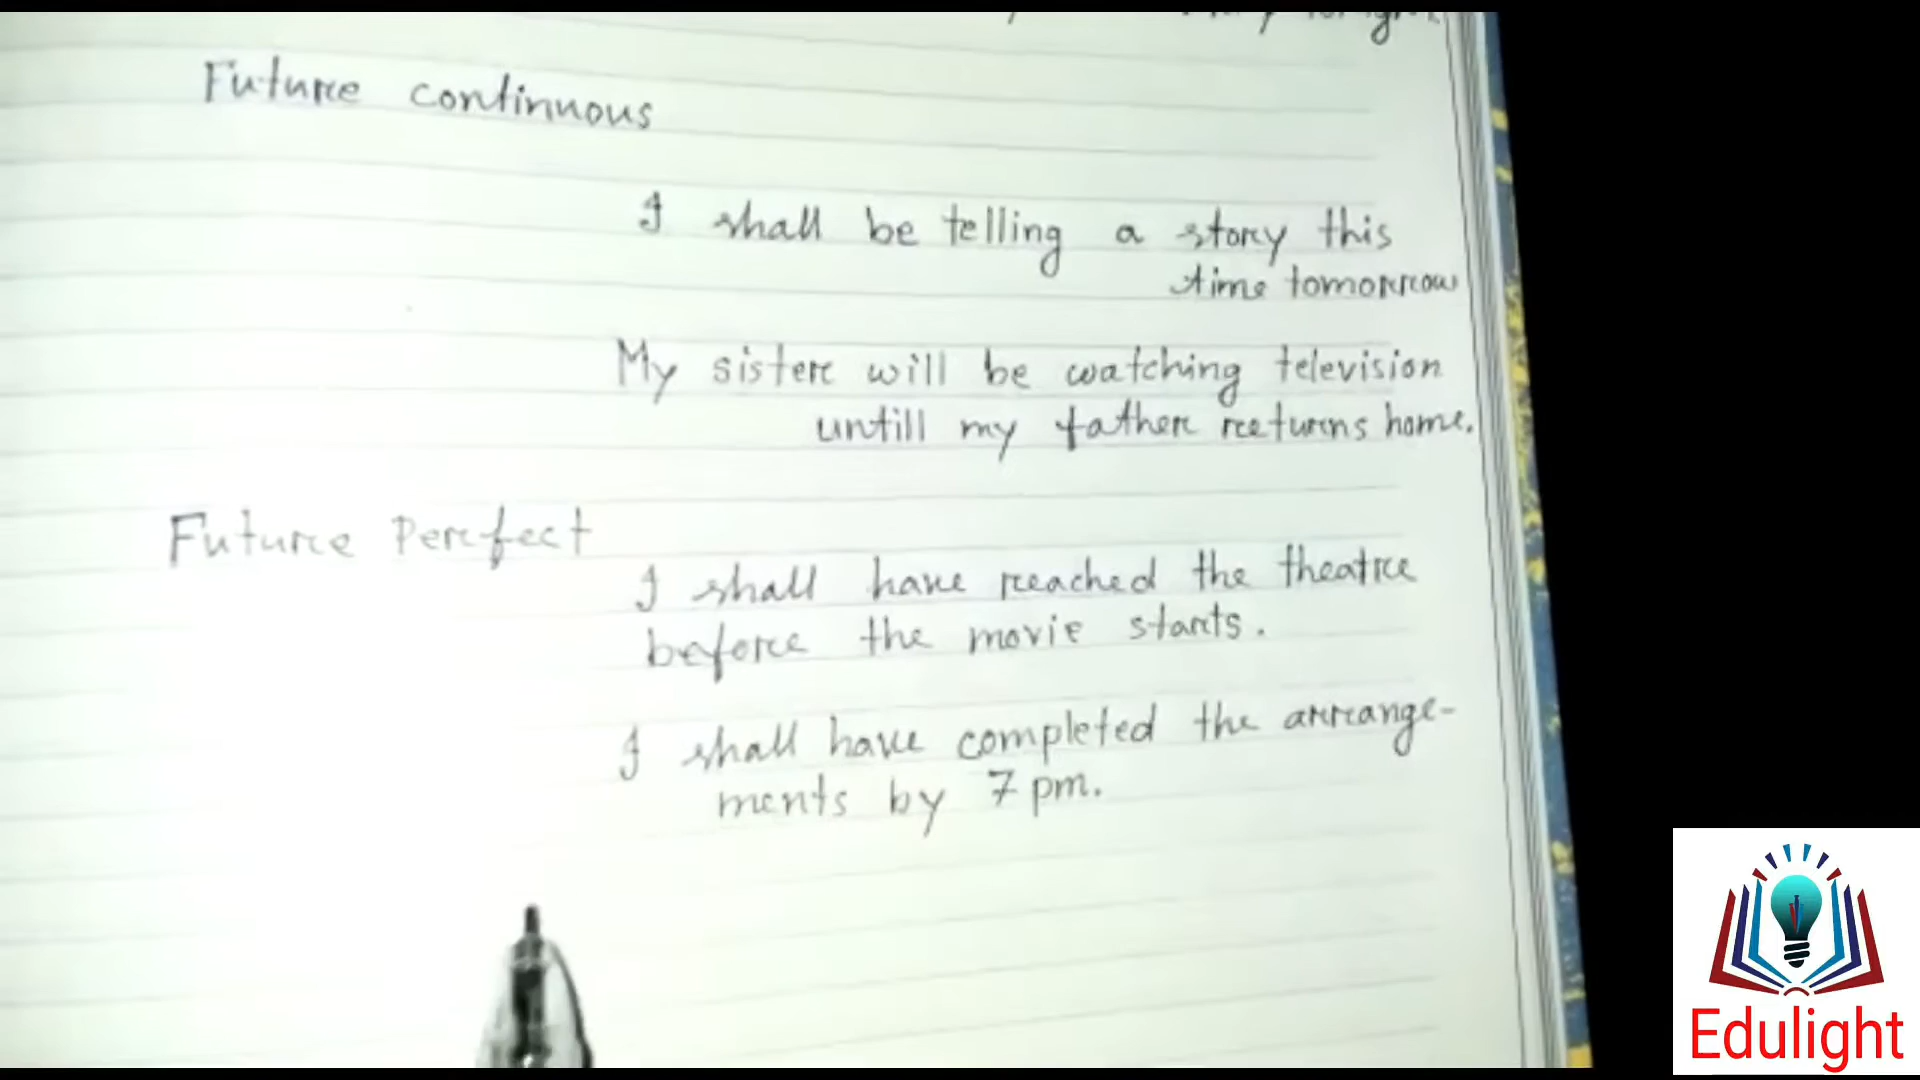 Future continuous
I shall be telling a story this
time tomorrow
My sister will be watching television
untill my father returns home.
Future Perfect
I shall have reached the theatre
before the movie starts.
I shall have completed the arrange-
ments by 7 pm.
Edulight